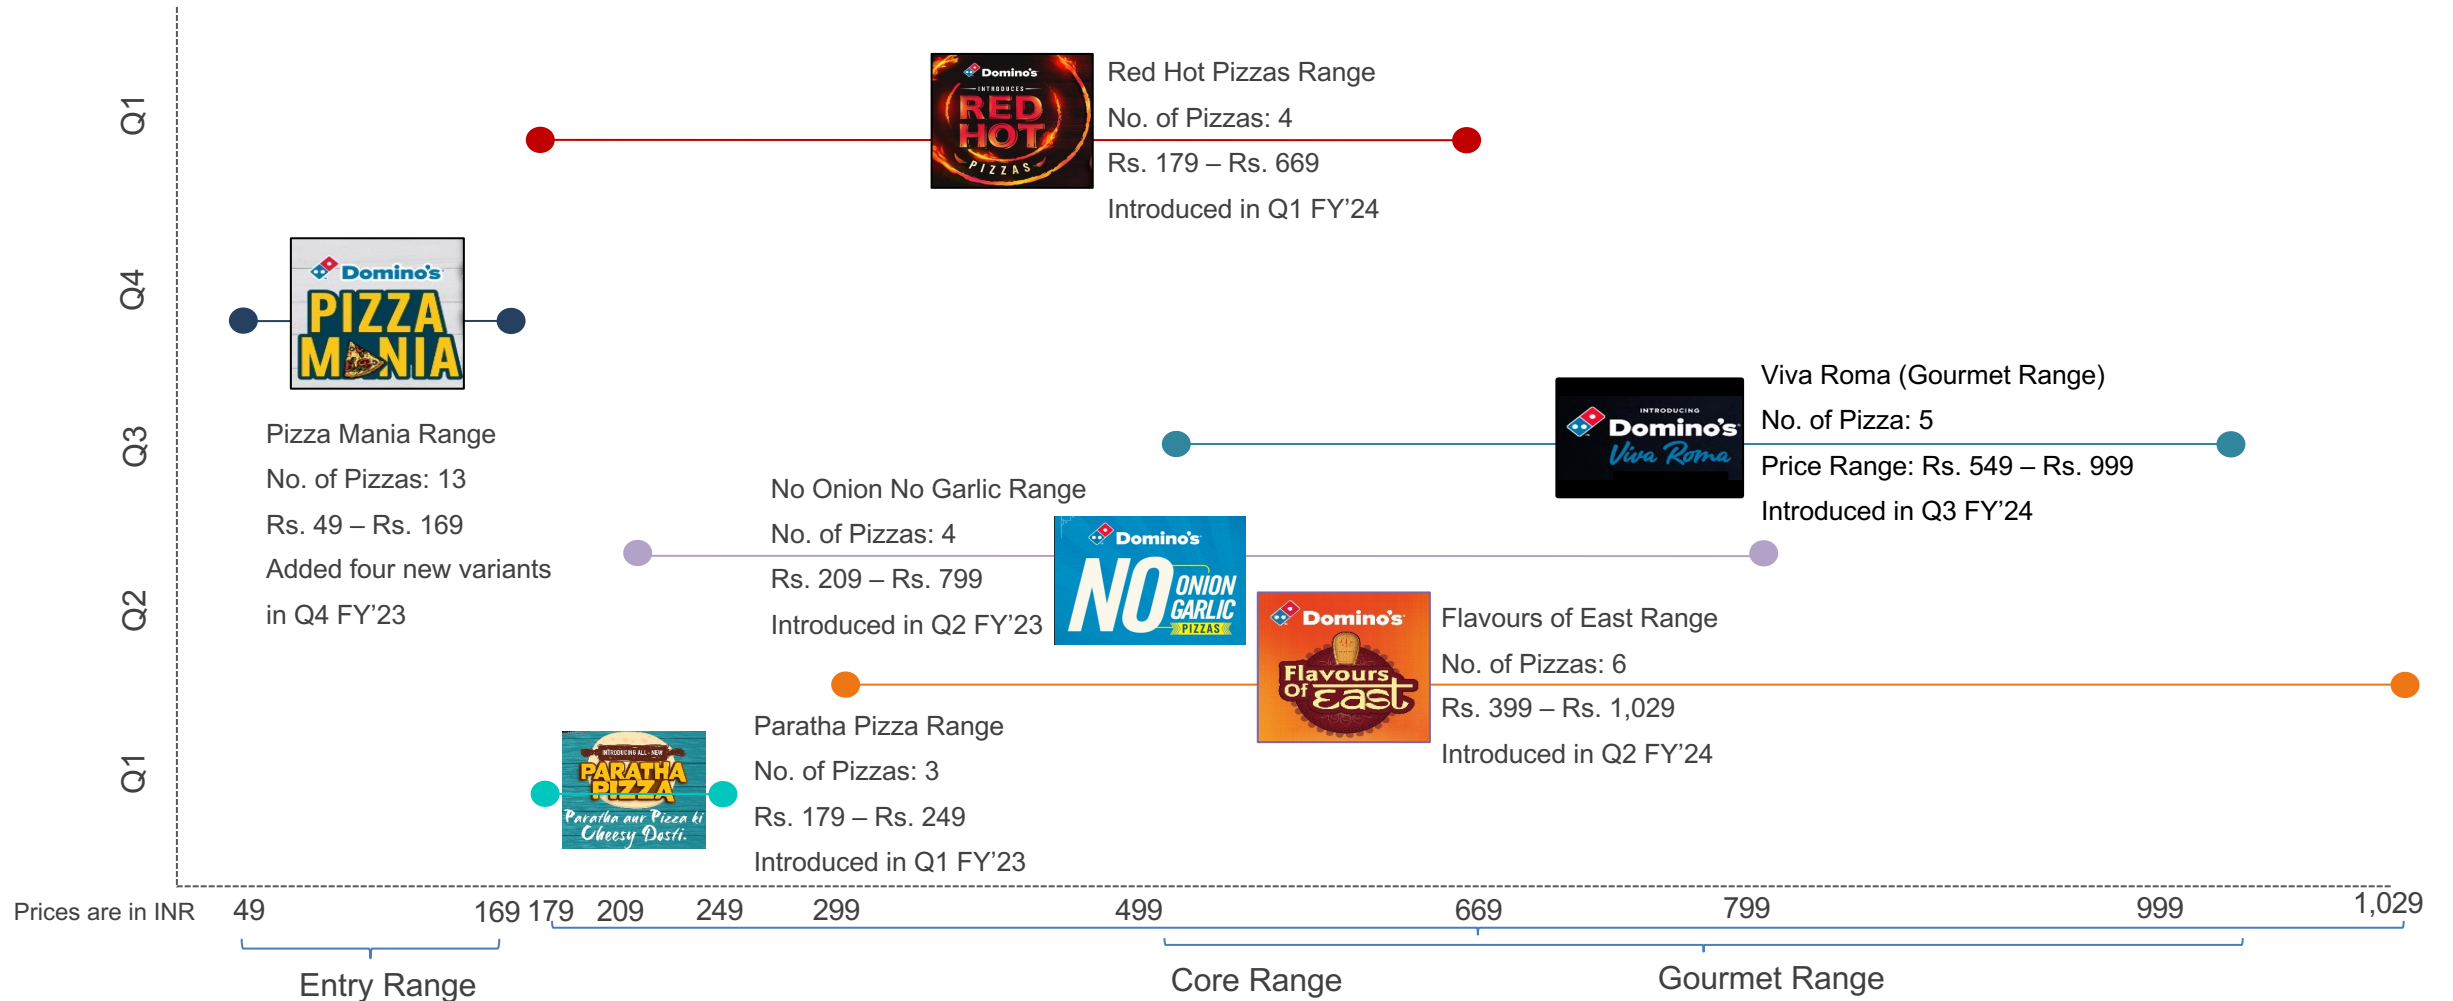 Q1
Domino's
INTRODUCES
RED
HOT
PIZZAS
Red Hot Pizzas Range
No. of Pizzas: 4
Rs. 179 – Rs. 669
Introduced in Q1 FY’24
Q4
Domino's
PIZZA
MANIA
Pizza Mania Range
No. of Pizzas: 13
Rs. 49 – Rs. 169
Added four new variants
in Q4 FY’23
Q3
INTRODUCING
Domino's
Viva Roma
Viva Roma (Gourmet Range)
No. of Pizza: 5
Price Range: Rs. 549 – Rs. 999
Introduced in Q3 FY’24
Q2
No Onion No Garlic Range
No. of Pizzas: 4
Rs. 209 – Rs. 799
Introduced in Q2 FY’23
Domino's
NO ONION
GARLIC
PIZZAS
Domino's
Flavours
Of East
Flavours of East Range
No. of Pizzas: 6
Rs. 399 – Rs. 1,029
Introduced in Q2 FY’24
Q1
INTRODUCING ALL - NEW
PARATHA
PIZZA
Paratha aur Pizza ki
Cheesy Dosti.
Paratha Pizza Range
No. of Pizzas: 3
Rs. 179 – Rs. 249
Introduced in Q1 FY’23
Prices are in INR 49 169 179 209 249 299 499 669 799 999 1,029
Entry Range Core Range Gourmet Range